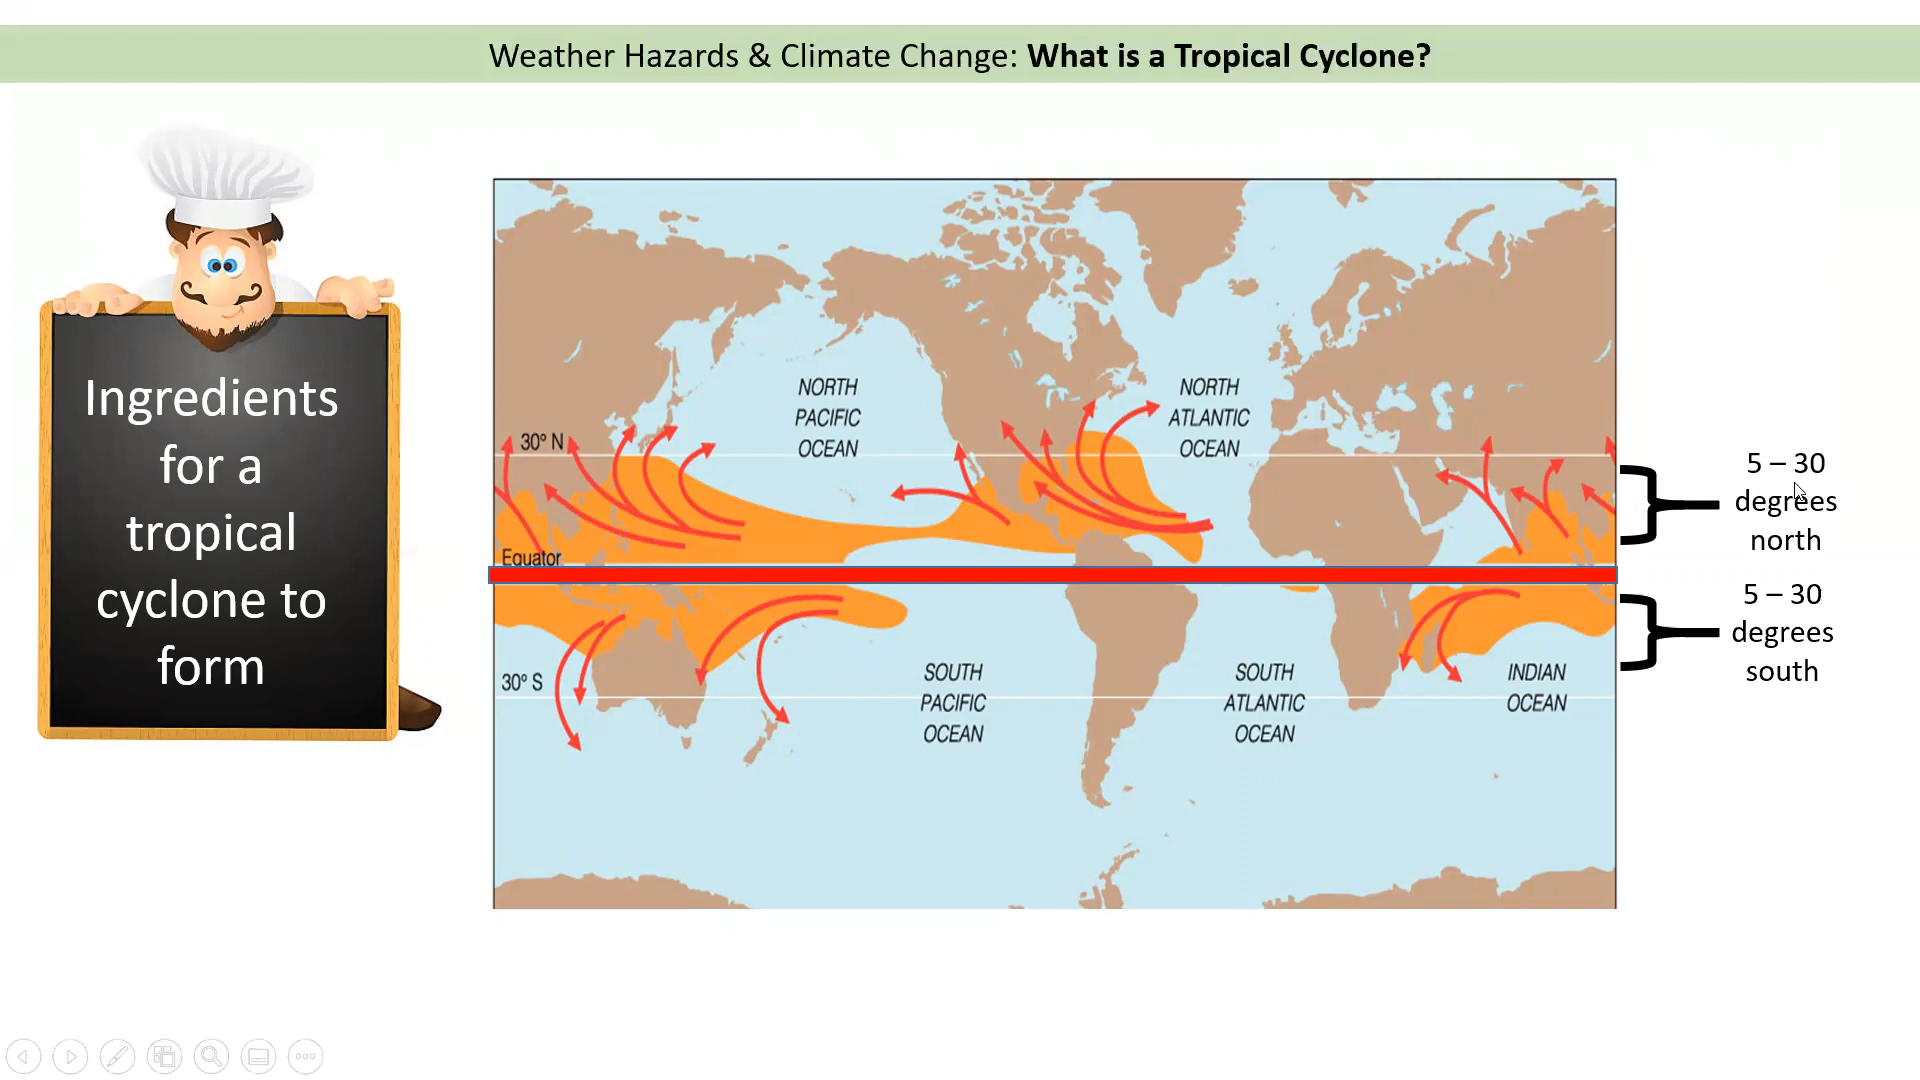 Weather Hazards & Climate Change: What is a Tropical Cyclone?
Ingredients
for a
tropical
cyclone to
form
NORTH
PACIFIC
OCEAN
NORTH
ATLANTIC
OCEAN
30° N
Equator
30° S
SOUTH
PACIFIC
OCEAN
SOUTH
ATLANTIC
OCEAN
INDIAN
OCEAN
5 – 30
degrees
north
5 – 30
degrees
south